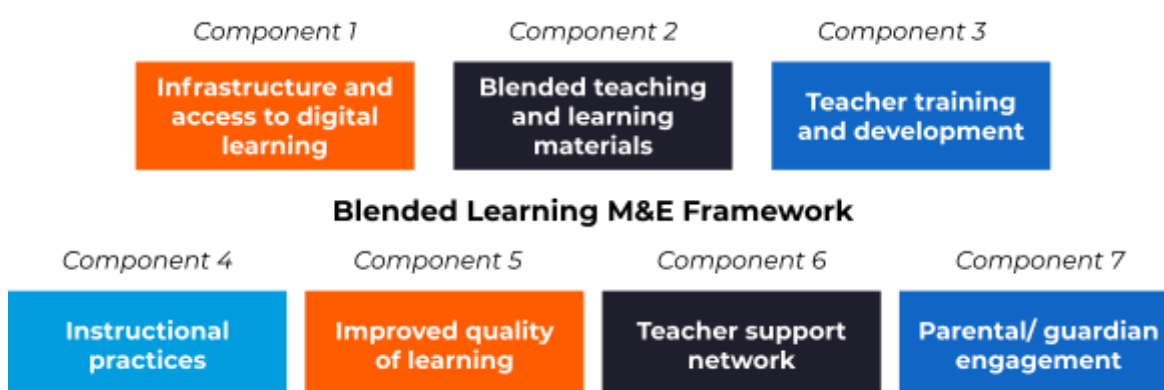 Component 1
Component 2
Component 3
Infrastructure and
access to digital
learning
Blended teaching
and learning
materials
Teacher training
and development
Blended Learning M&E Framework
Component 4
Component 5
Component 6
Component 7
Instructional
practices
Improved quality
of learning
Teacher support
network
Parental/ guardian
engagement